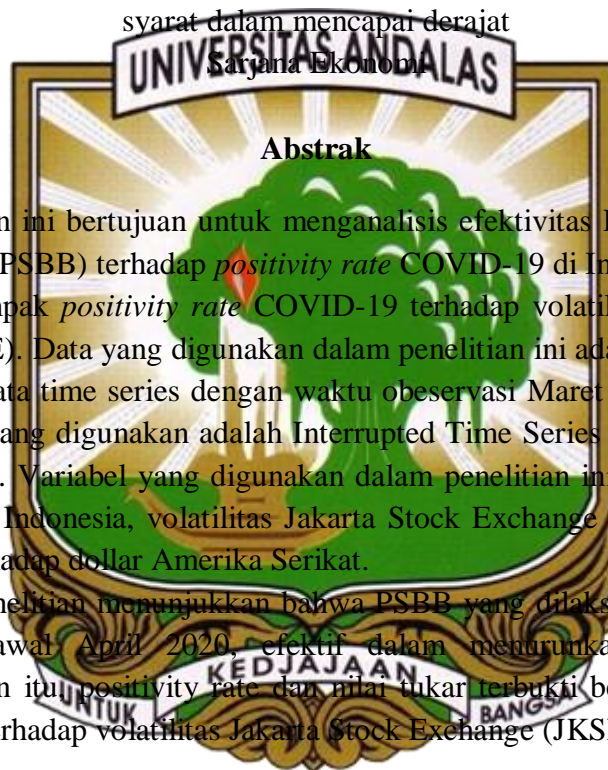 syarat dalam mencapai derajat
UNIVERSITAS ANDALAS
Sarjana Ekonomi
Abstrak
n ini bertujuan untuk menganalisis efektivitas
PSBB) terhadap positivity rate COVID-19 di In
pak positivity rate COVID-19 terhadap volatil
E). Data yang digunakan dalam penelitian ini ada
ata time series dengan waktu obeservasi Maret
ang digunakan adalah Interrupted Time Series
. Variabel yang digunakan dalam penelitian ini
Indonesia, volatilitas Jakarta Stock Exchange
adap dollar Amerika Serikat.
nelitian menunjukkan bahwa PSBB yang dilaks
awal April 2020, efektif dalam menurunka
n itu, positivity rate dan nilai tukar terbukti be
rhadap volatilitas Jakarta Stock Exchange (JKS
UNTUK KEDJAJAAN BANGSA